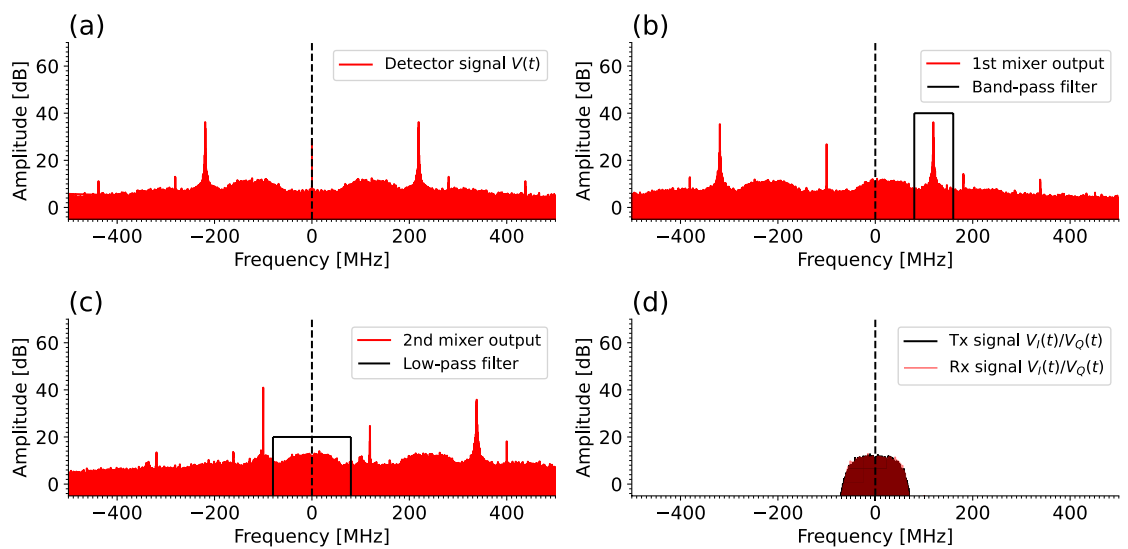 (a)
Amplitude [dB]
60
40
20
0
Detector signal V(t)
−400 −200 0 200 400
Frequency [MHz]
(b)
Amplitude [dB]
60
40
20
0
1st mixer output
Band-pass filter
−400 −200 0 200 400
Frequency [MHz]
(c)
Amplitude [dB]
60
40
20
0
2nd mixer output
Low-pass filter
−400 −200 0 200 400
Frequency [MHz]
(d)
Amplitude [dB]
60
40
20
0
Tx signal V_I(t)/V_Q(t)
Rx signal V_I(t)/V_Q(t)
−400 −200 0 200 400
Frequency [MHz]